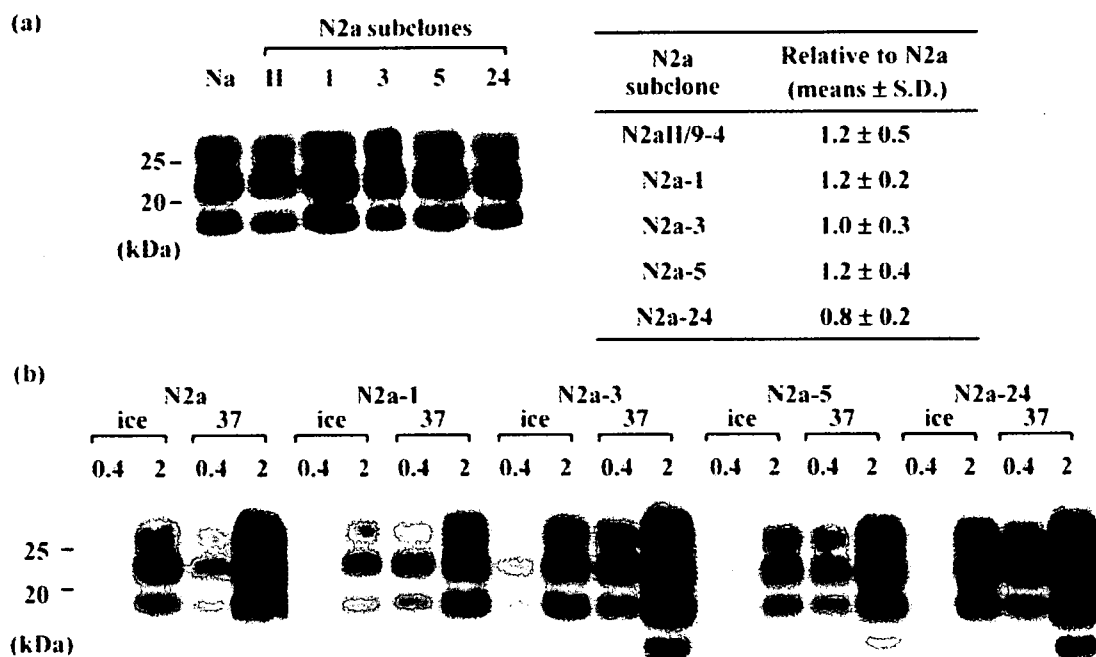 (a)
N2a subclones
Na II 1 3 5 24
25
20
(kDa)
N2a subclone Relative to N2a (means ± S.D.)
N2aII/9-4 1.2 ± 0.5
N2a-1 1.2 ± 0.2
N2a-3 1.0 ± 0.3
N2a-5 1.2 ± 0.4
N2a-24 0.8 ± 0.2
(b)
N2a N2a-1 N2a-3 N2a-5 N2a-24
ice 37 ice 37 ice 37 ice 37 ice 37
0.4 2 0.4 2 0.4 2 0.4 2 0.4 2 0.4 2 0.4 2 0.4 2 0.4 2 0.4 2
25
20
(kDa)